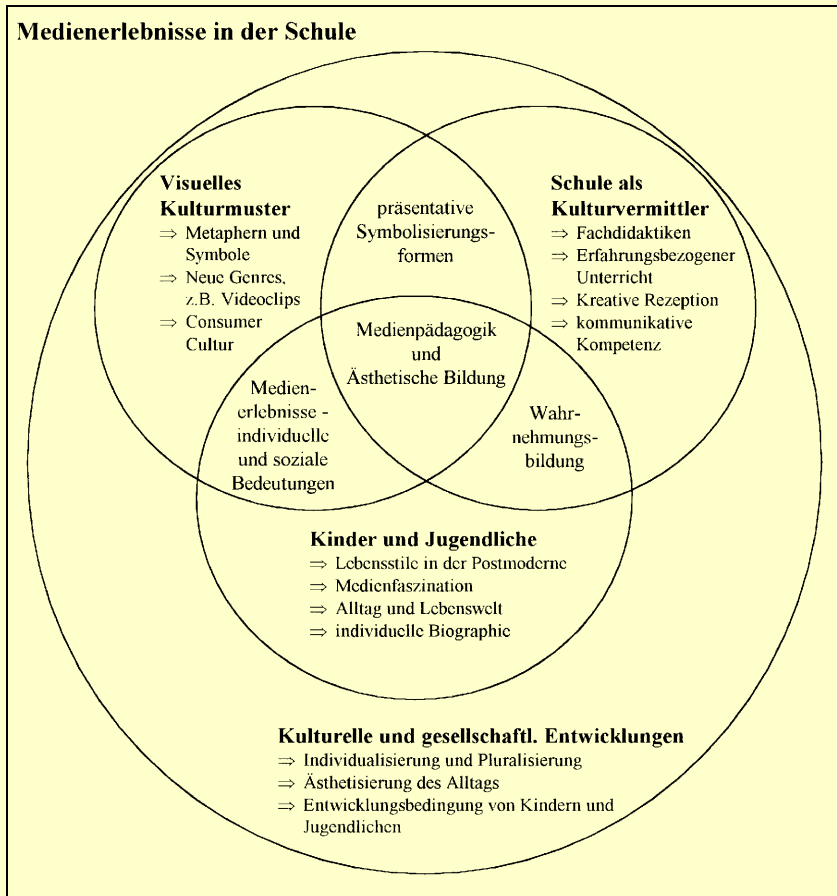 Medienerlebnisse in der Schule
Visuelles
Kulturmuster
⇒ Metaphern und
Symbole
⇒ Neue Genres,
z.B. Videoclips
⇒ Consumer
Cultur
präsentative
Symbolisierungs-
formen
Schule als
Kulturvermittler
⇒ Fachdidaktiken
⇒ Erfahrungsbezogener
Unterricht
⇒ Kreative Rezeption
⇒ kommunikative
Kompetenz
Medienpädagogik
und
Ästhetische Bildung
Medien-
erlebnisse -
individuelle
und soziale
Bedeutungen
Wahr-
nehmungs-
bildung
Kinder und Jugendliche
⇒ Lebensstile in der Postmoderne
⇒ Medienfaszination
⇒ Alltag und Lebenswelt
⇒ individuelle Biographie
Kulturelle und gesellschaftl. Entwicklungen
⇒ Individualisierung und Pluralisierung
⇒ Ästhetisierung des Alltags
⇒ Entwicklungsbedingung von Kindern und
Jugendlichen